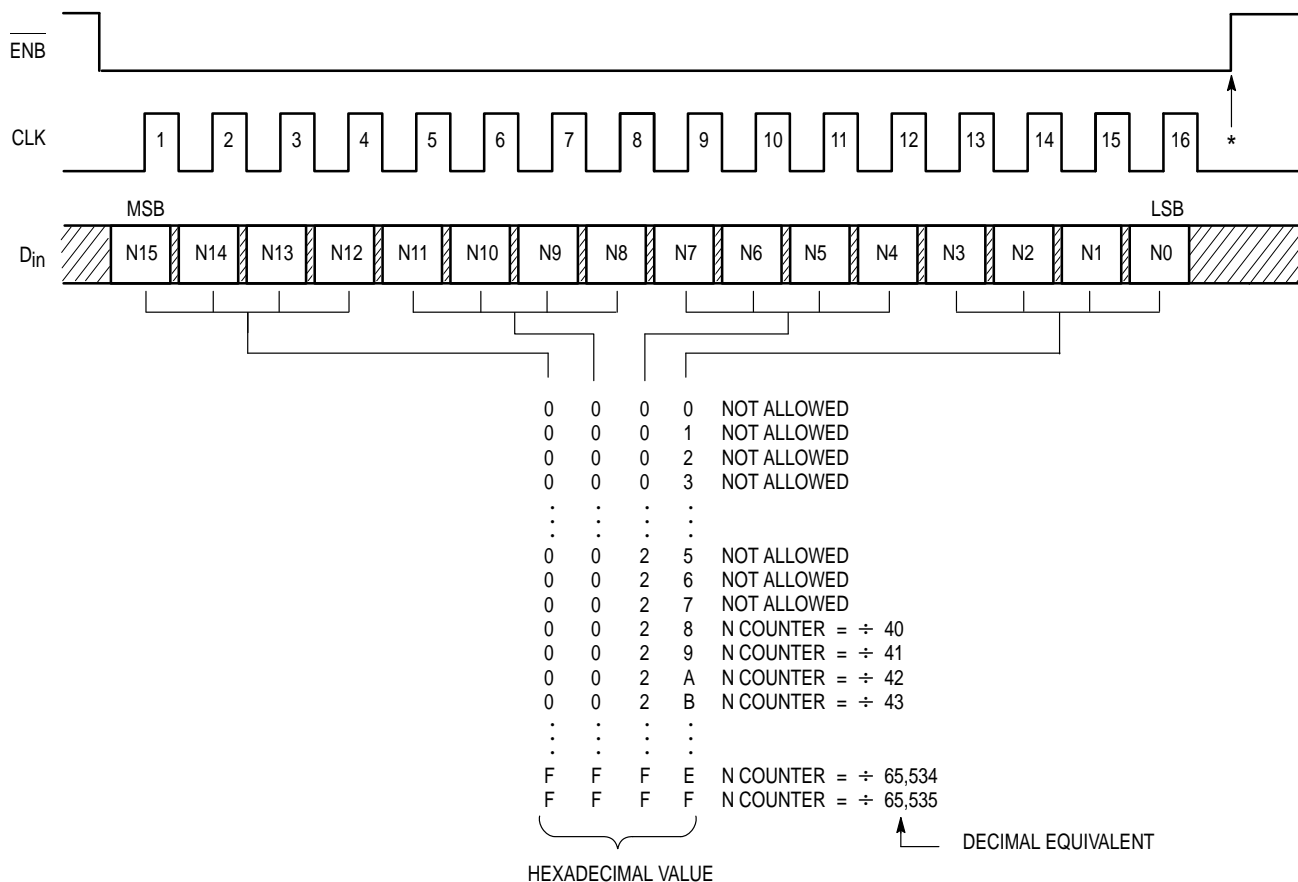 ENB
CLK 1 2 3 4 5 6 7 8 9 10 11 12 13 14 15 16 *
MSB LSB
Din N15 N14 N13 N12 N11 N10 N9 N8 N7 N6 N5 N4 N3 N2 N1 N0
0 0 0 0 NOT ALLOWED
0 0 0 1 NOT ALLOWED
0 0 0 2 NOT ALLOWED
0 0 0 3 NOT ALLOWED
0 0 2 5 NOT ALLOWED
0 0 2 6 NOT ALLOWED
0 0 2 7 NOT ALLOWED
0 0 2 8 N COUNTER = ÷ 40
0 0 2 9 N COUNTER = ÷ 41
0 0 2 A N COUNTER = ÷ 42
0 0 2 B N COUNTER = ÷ 43
F F F E N COUNTER = ÷ 65,534
F F F F N COUNTER = ÷ 65,535
DECIMAL EQUIVALENT
HEXADECIMAL VALUE